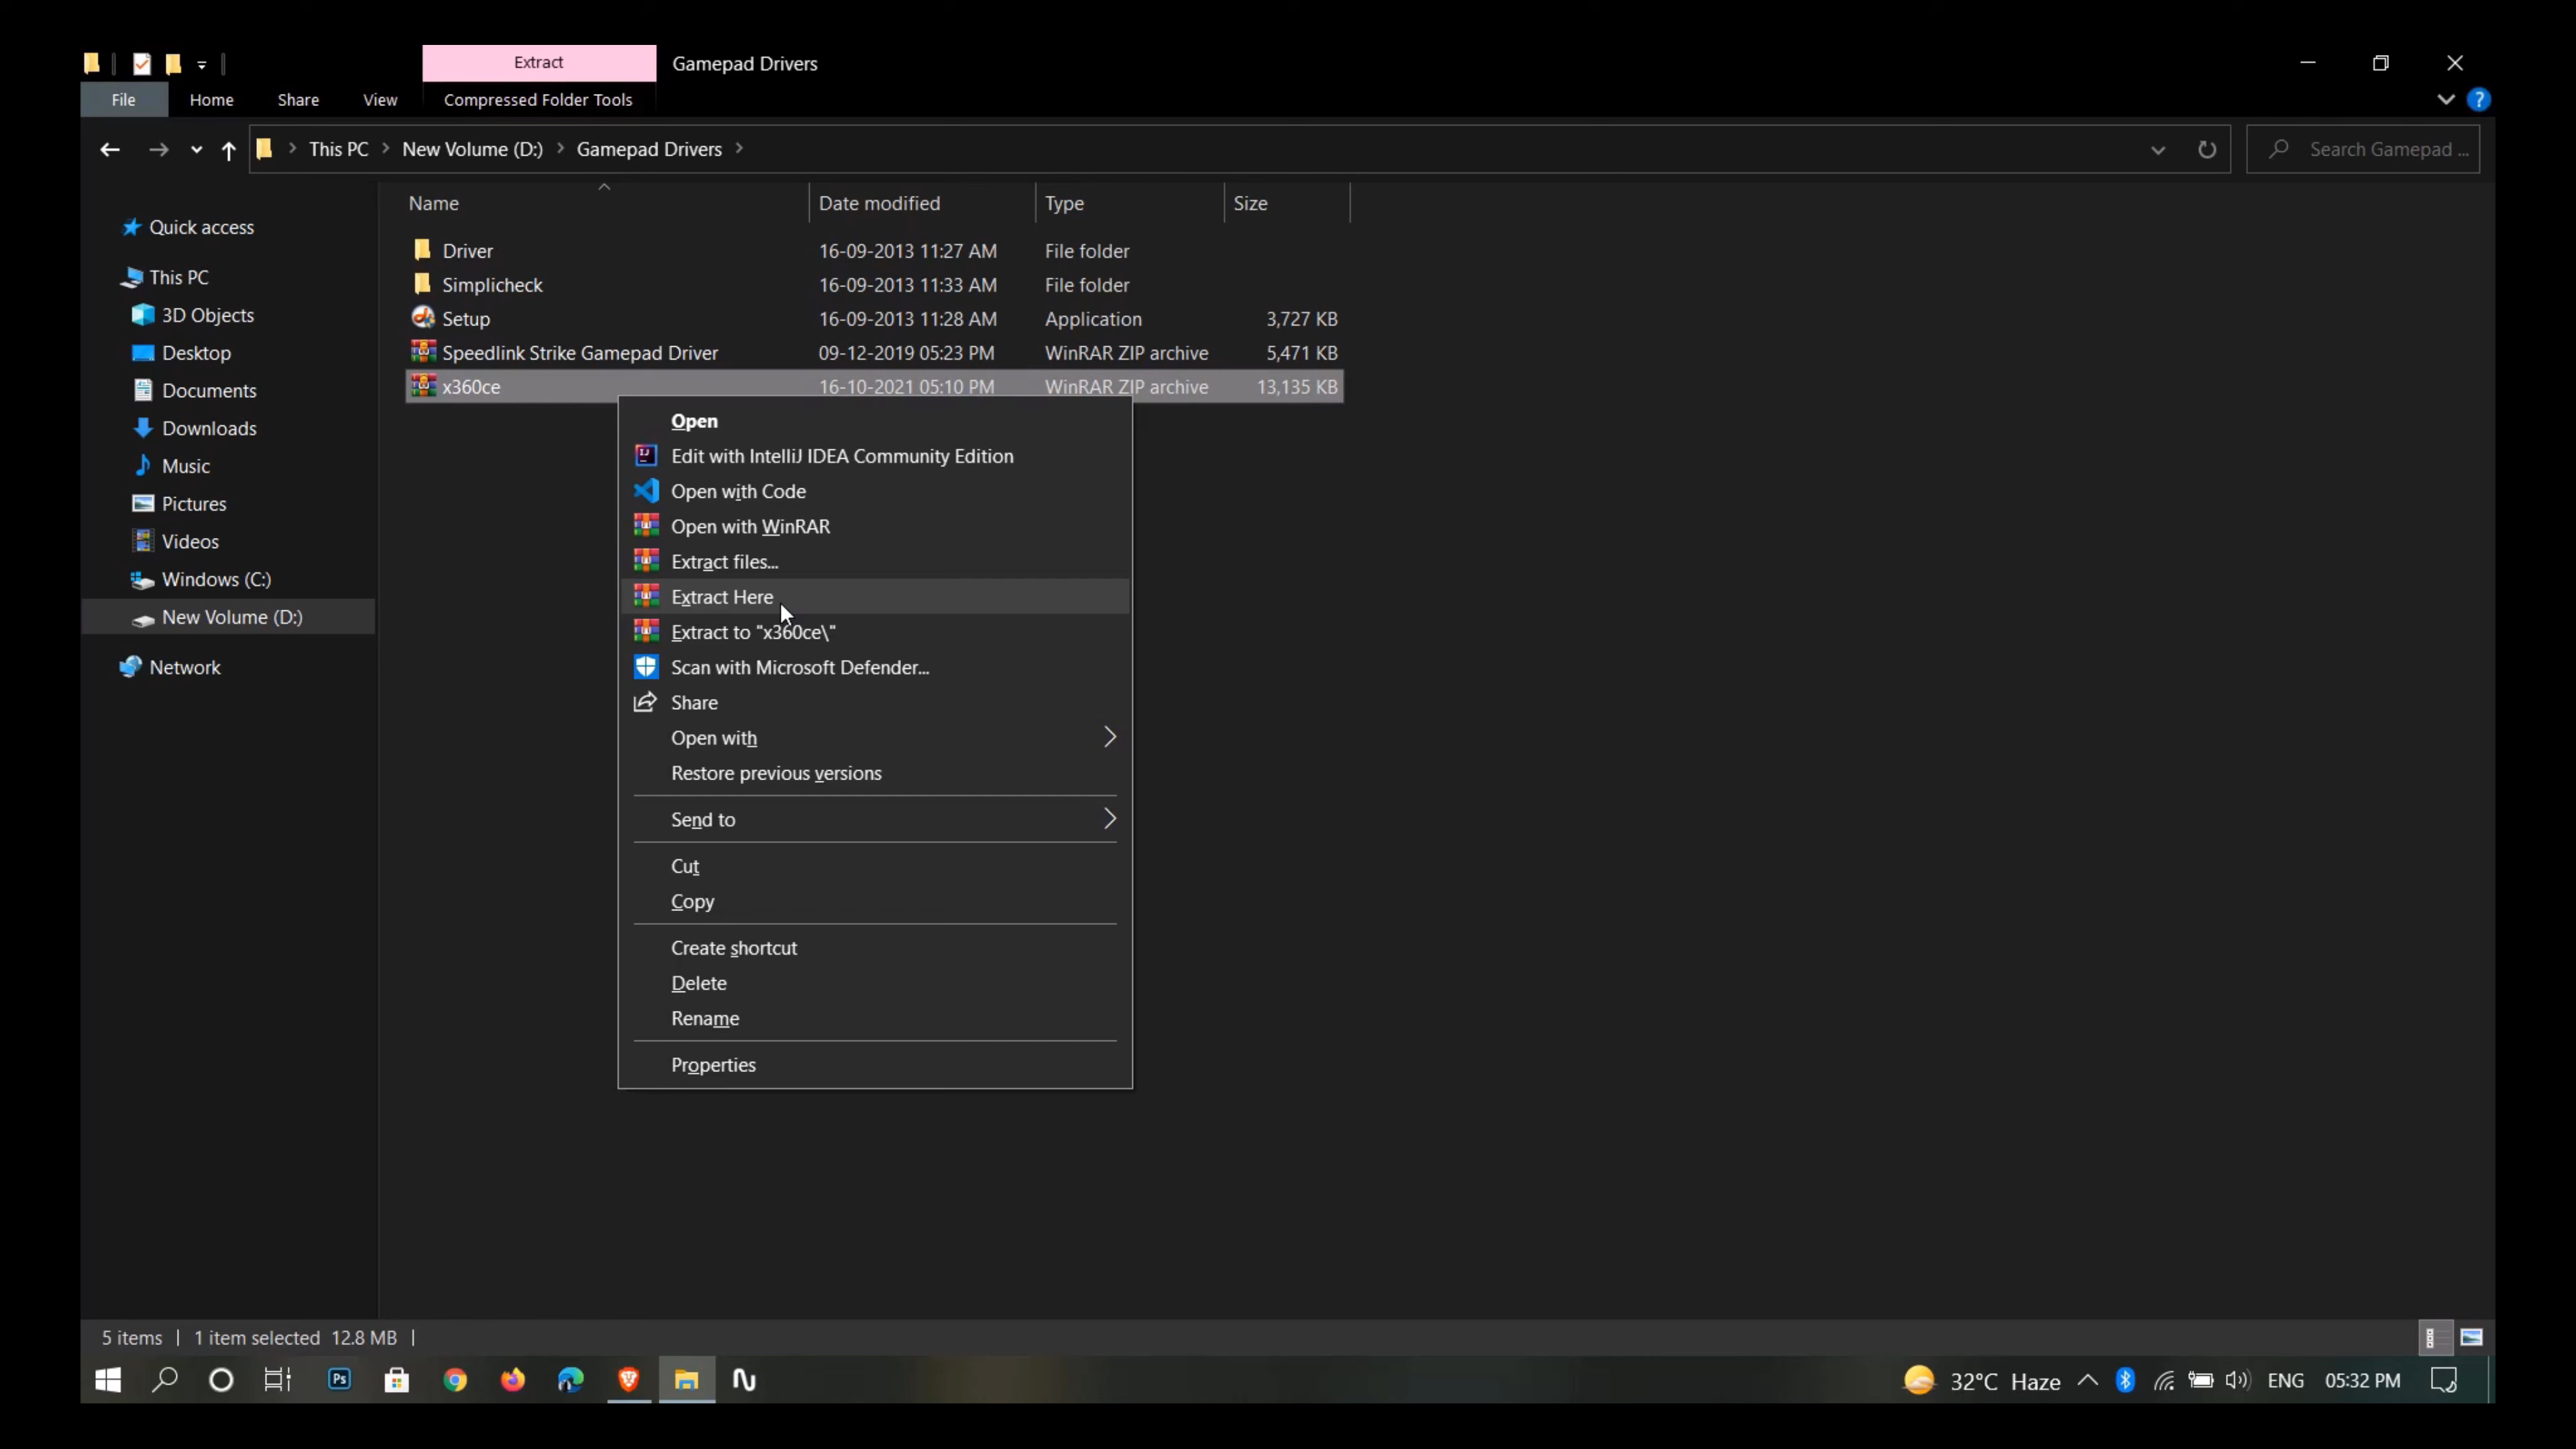 Extract
Gamepad Drivers
File
Home
Share
View
Compressed Folder Tools
This PC
New Volume (D:)
Gamepad Drivers
Search Gamepad ...
Name
Date modified
Type
Size
Driver 16-09-2013 11:27 AM File folder
Simplicheck 16-09-2013 11:33 AM File folder
Setup 16-09-2013 11:28 AM Application 3,727 KB
Speedlink Strike Gamepad Driver 09-12-2019 05:23 PM WinRAR ZIP archive 5,471 KB
x360ce 16-10-2021 05:10 PM WinRAR ZIP archive 13,135 KB
Quick access
This PC
3D Objects
Desktop
Documents
Downloads
Music
Pictures
Videos
Windows (C:)
New Volume (D:)
Network
Open
Edit with IntelliJ IDEA Community Edition
Open with Code
Open with WinRAR
Extract files...
Extract Here
Extract to "x360ce\"
Scan with Microsoft Defender...
Share
Open with
Restore previous versions
Send to
Cut
Copy
Create shortcut
Delete
Rename
Properties
5 items
1 item selected 12.8 MB
Ps
32°C Haze
ENG
05:32 PM